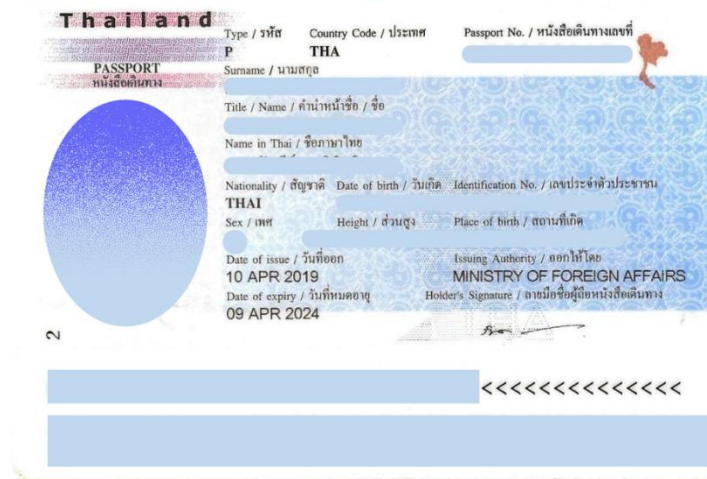 Thailand
PASSPORT
หนังสือเดินทาง
Type / รหัส Country Code / ประเทศ Passport No. / หนังสือเดินทางเลขที่
P THA
Surname / นามสกุล
Title / Name / คำนำหน้าชื่อ / ชื่อ
Name in Thai / ชื่อภาษาไทย
Nationality / สัญชาติ Date of birth / วันเกิด Identification No. / เลขประจำตัวประชาชน
THAI
Sex / เพศ Height / ส่วนสูง Place of birth / สถานที่เกิด
Date of issue / วันที่ออก Issuing Authority / ออกให้โดย
10 APR 2019 MINISTRY OF FOREIGN AFFAIRS
Date of expiry / วันที่หมดอายุ Holder's Signature / ลายมือชื่อผู้ถือหนังสือเดินทาง
09 APR 2024
2
<<<<<<<<<<<<<<